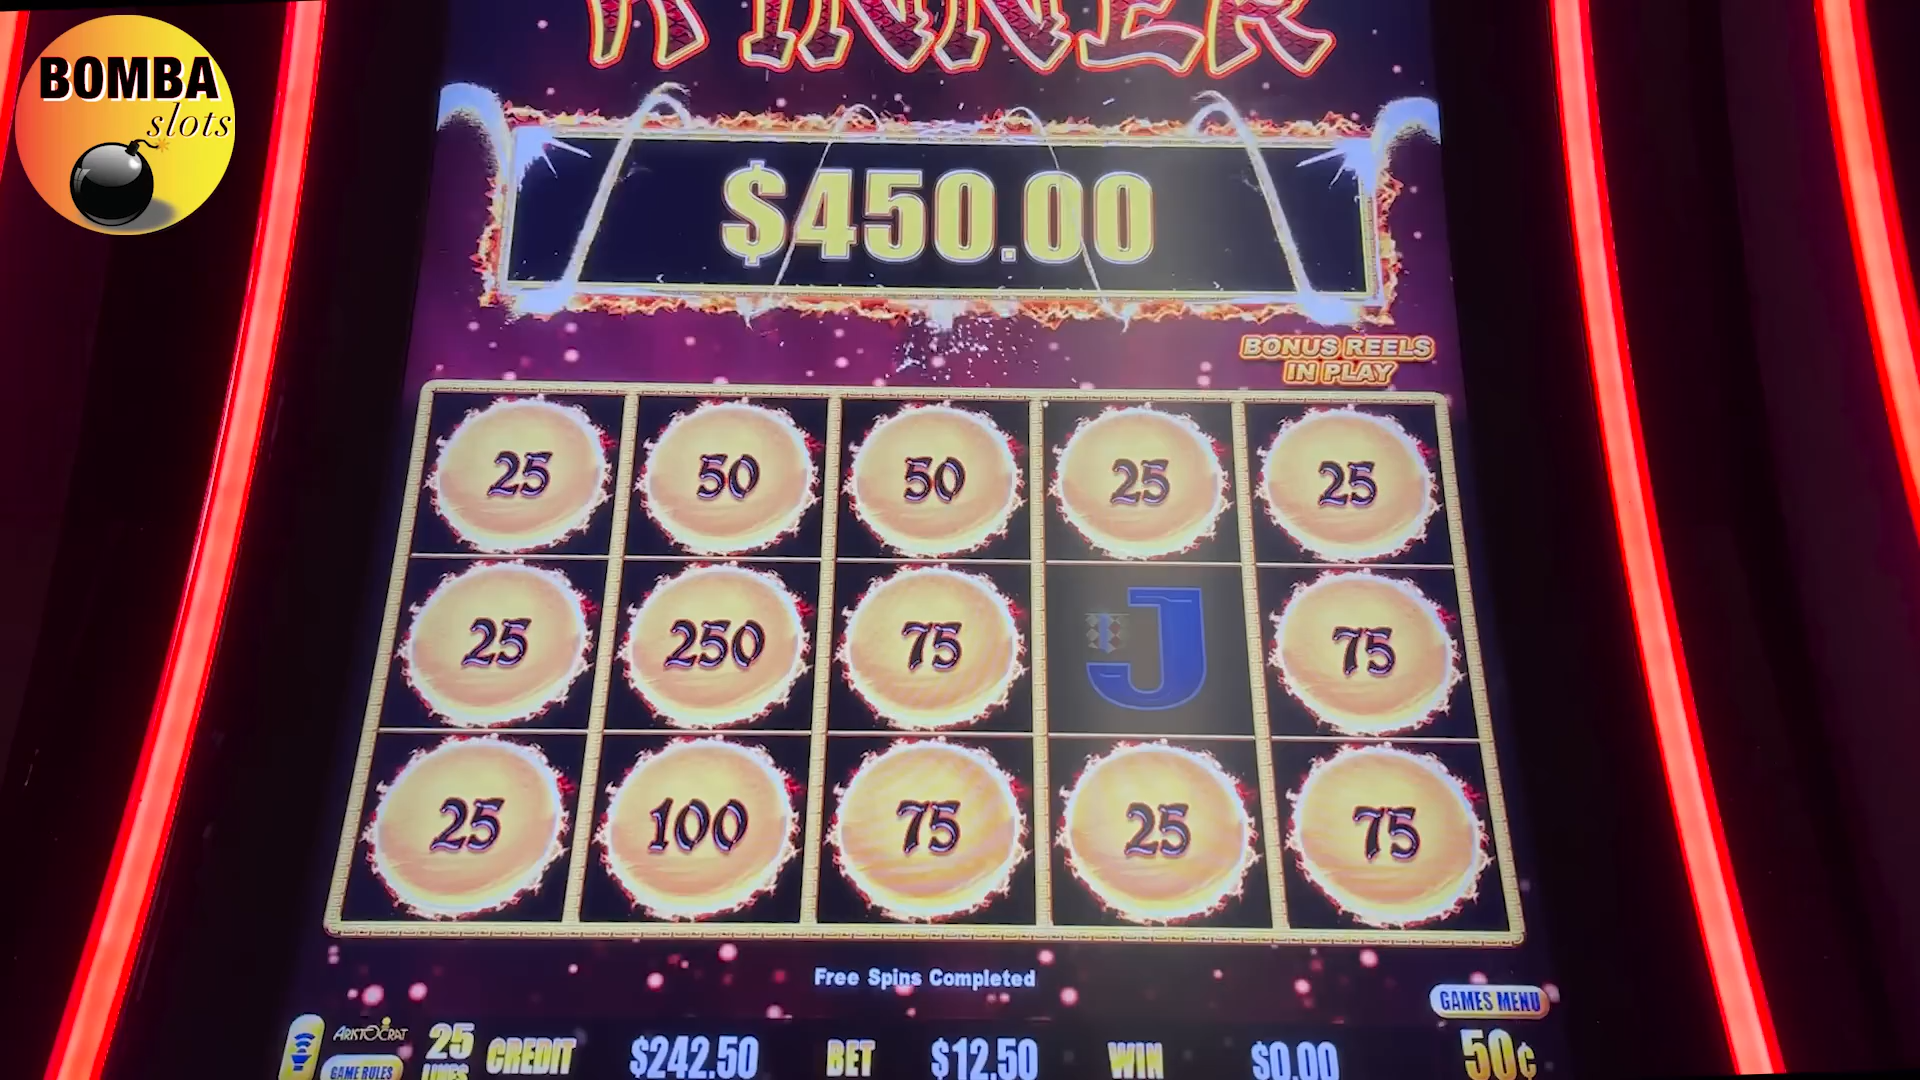 BOMBA
slots
WINNER
$450.00
BONUS REELS
IN PLAY
25 50 50 25 25
25 250 75 J 75
25 100 75 25 75
Free Spins Completed
GAMES MENU
ARISTOCRAT
GAME RULES
25
LINES
CREDIT $242.50 BET $12.50 WIN $0.00 50¢